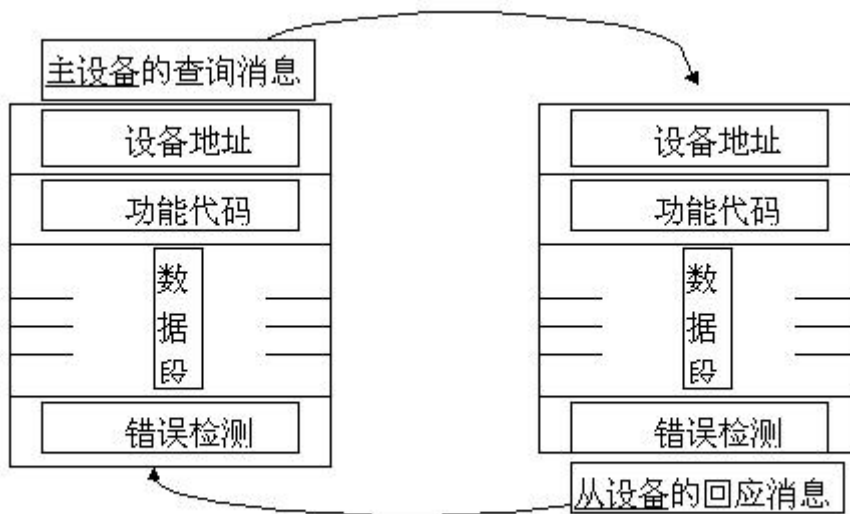 主设备的查询消息
设备地址
功能代码
数
据
段
错误检测
设备地址
功能代码
数
据
段
错误检测
从设备的回应消息